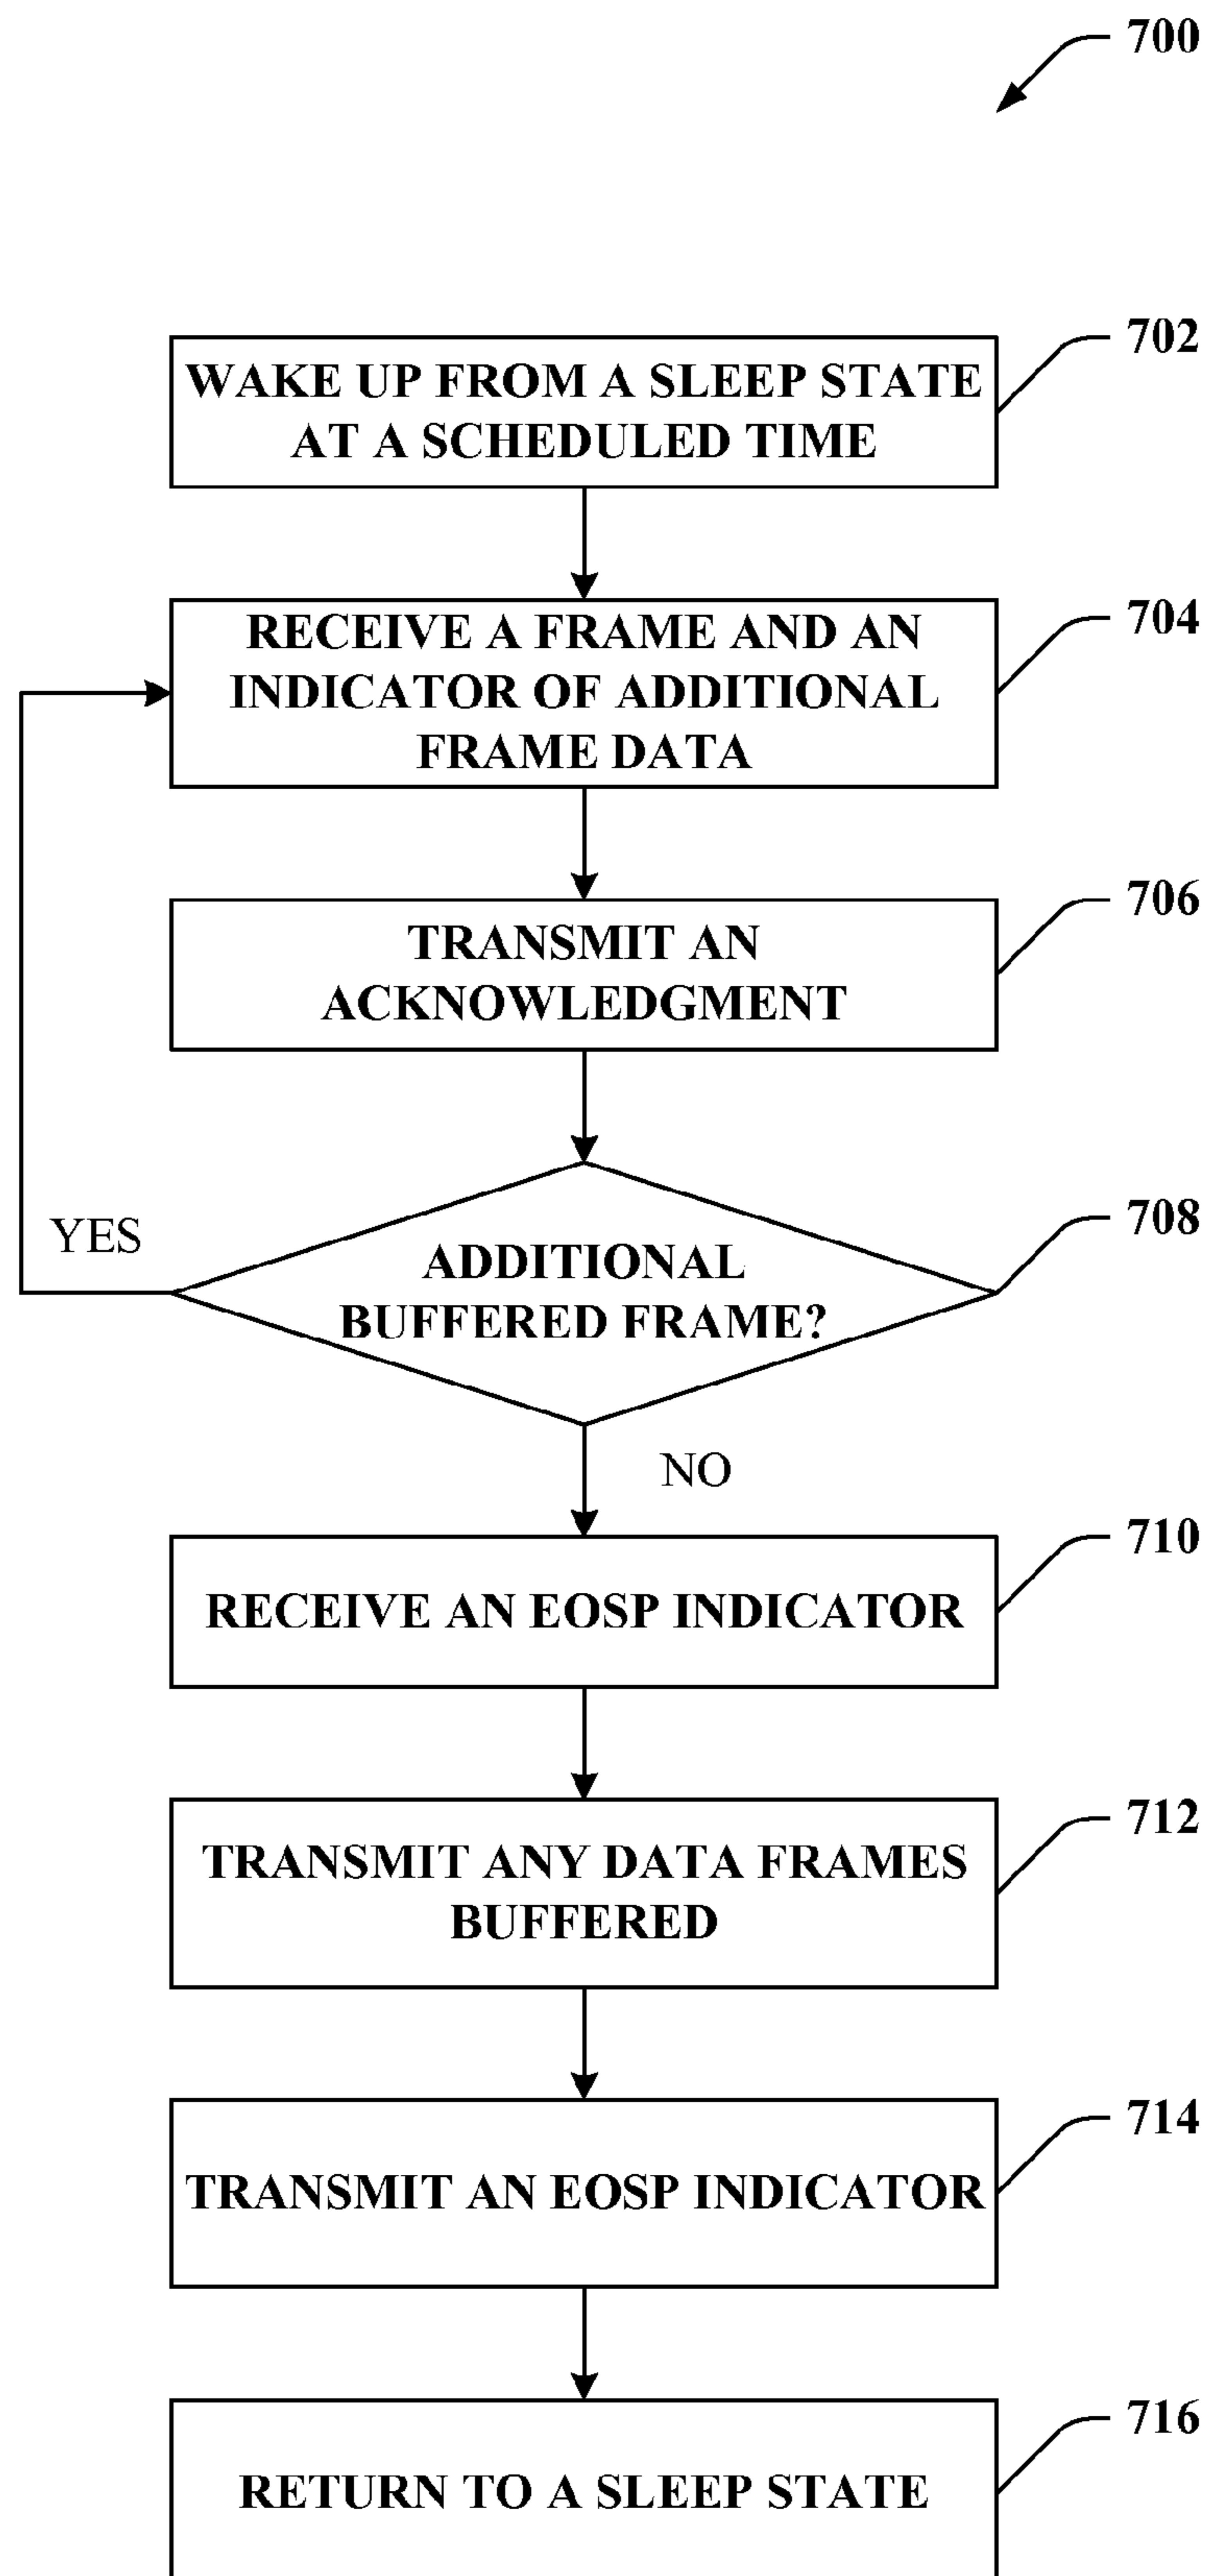 700
702
WAKE UP FROM A SLEEP STATE
AT A SCHEDULED TIME
704
RECEIVE A FRAME AND AN
INDICATOR OF ADDITIONAL
FRAME DATA
706
TRANSMIT AN
ACKNOWLEDGMENT
708
YES
ADDITIONAL
BUFFERED FRAME?
NO
710
RECEIVE AN EOSP INDICATOR
712
TRANSMIT ANY DATA FRAMES
BUFFERED
714
TRANSMIT AN EOSP INDICATOR
716
RETURN TO A SLEEP STATE